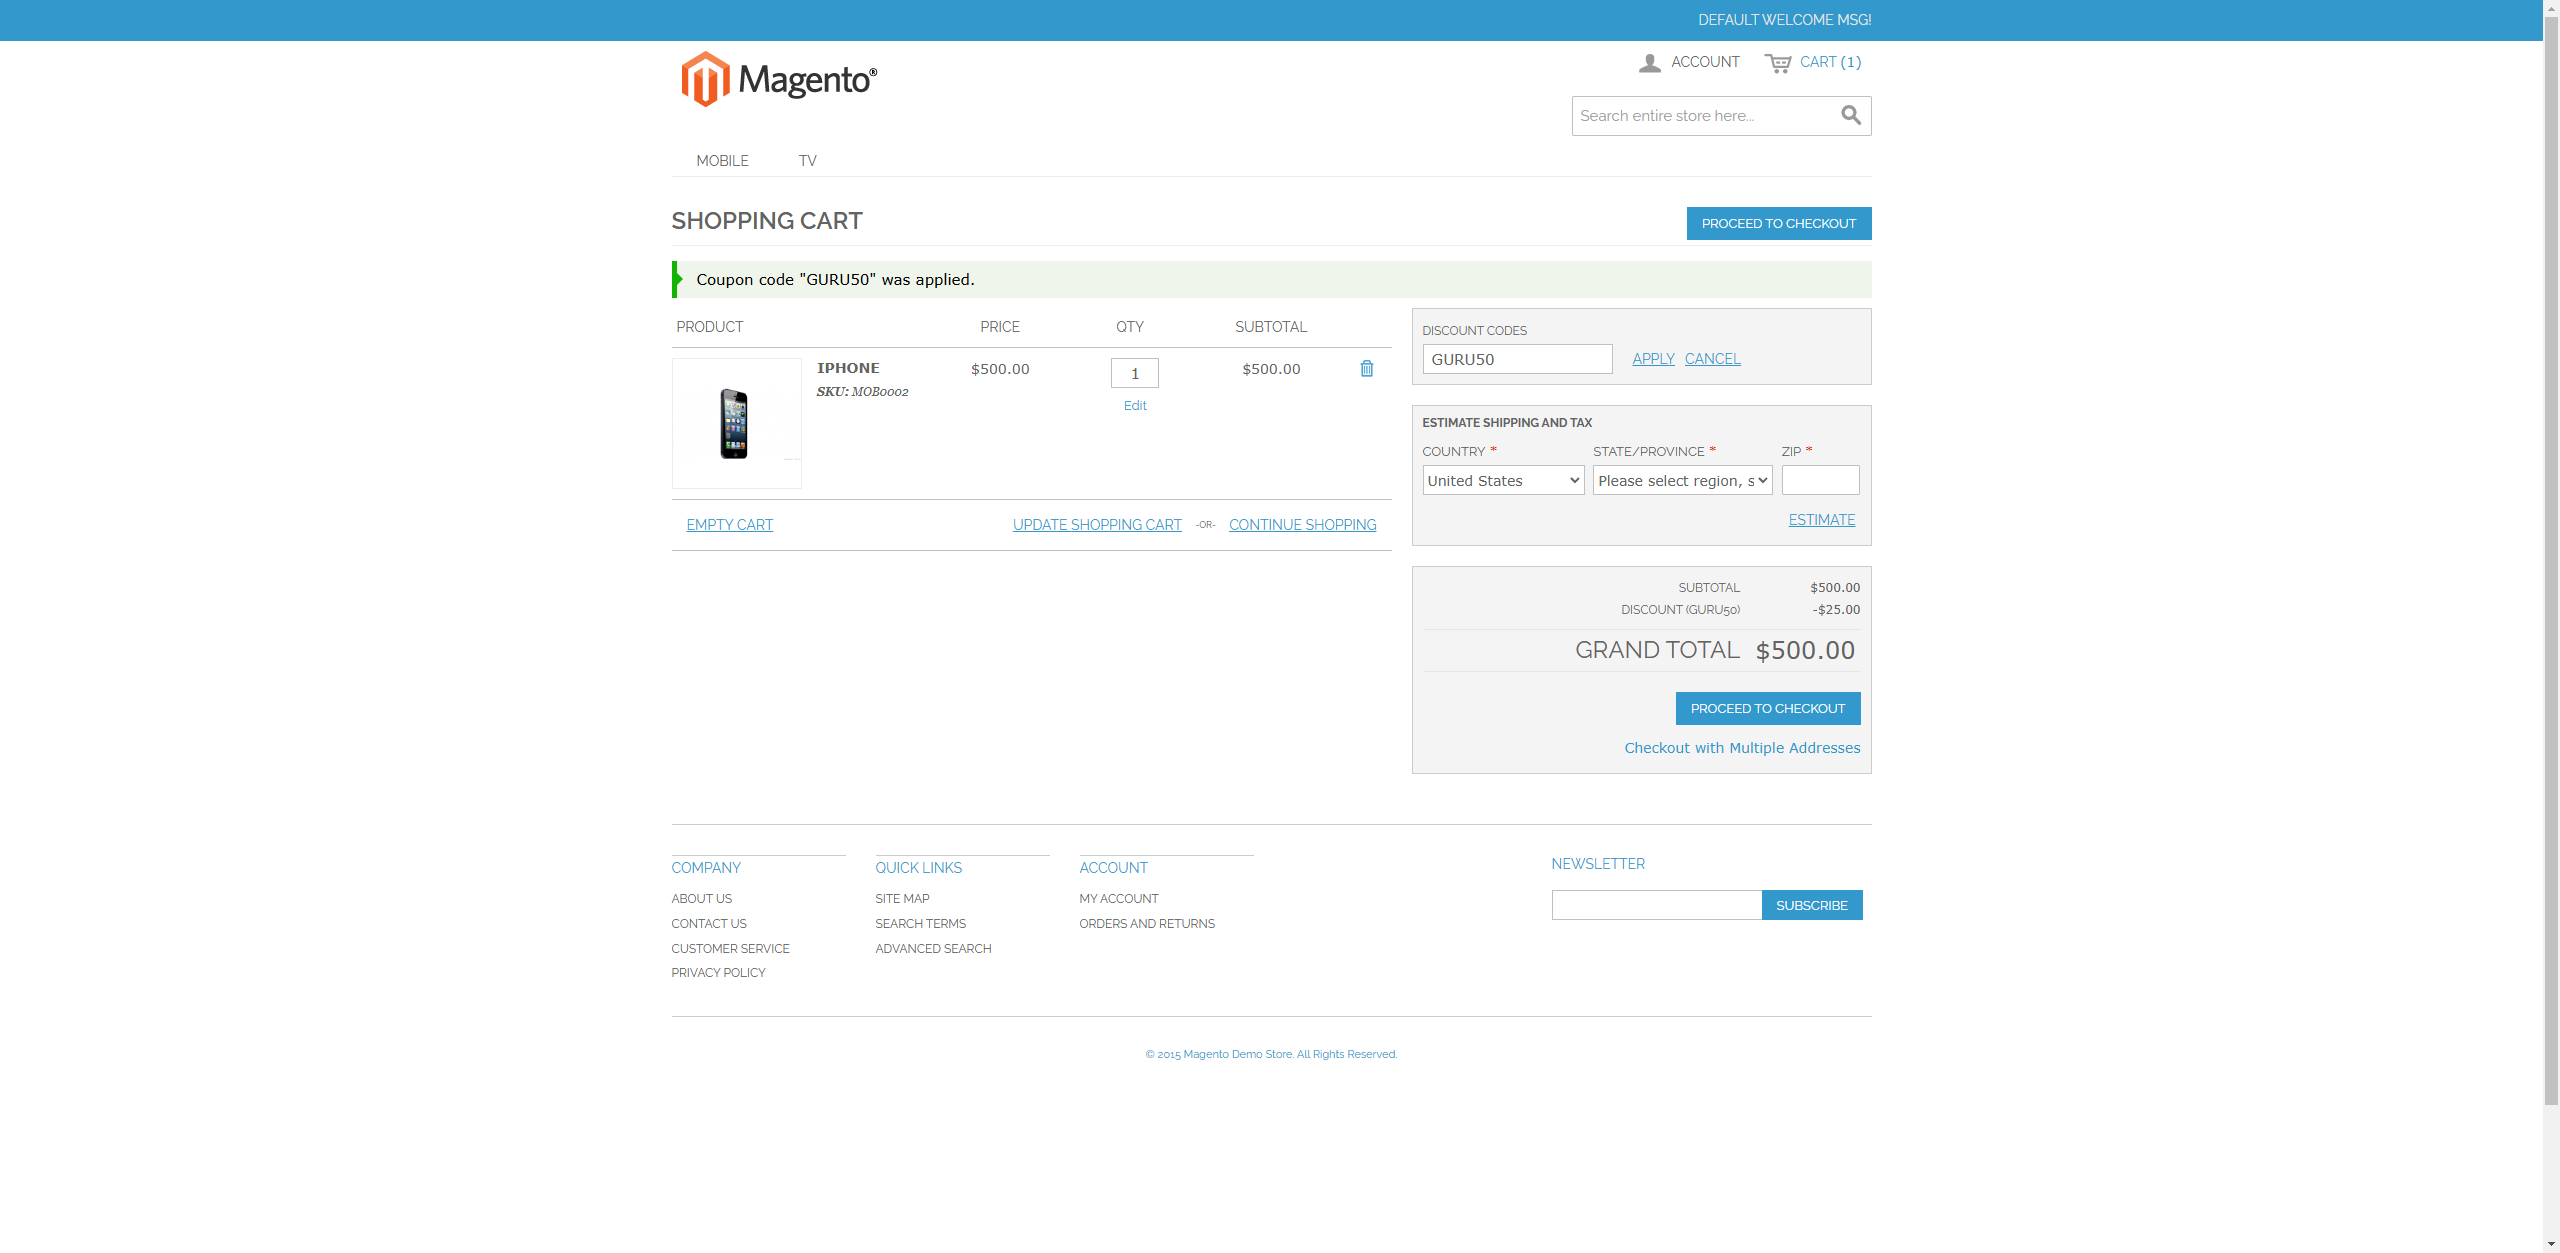 DEFAULT WELCOME MSG!
Magento®
ACCOUNT
CART (1)
Search entire store here...
MOBILE
TV
SHOPPING CART
PROCEED TO CHECKOUT
Coupon code "GURU50" was applied.
PRODUCT PRICE QTY SUBTOTAL
IPHONE $500.00 1 $500.00
SKU: MOB0002
Edit
EMPTY CART UPDATE SHOPPING CART -OR- CONTINUE SHOPPING
DISCOUNT CODES
GURU50 APPLY CANCEL
ESTIMATE SHIPPING AND TAX
COUNTRY * STATE/PROVINCE * ZIP *
United States Please select region, s
ESTIMATE
SUBTOTAL $500.00
DISCOUNT (GURU50) -$25.00
GRAND TOTAL $500.00
PROCEED TO CHECKOUT
Checkout with Multiple Addresses
COMPANY
ABOUT US
CONTACT US
CUSTOMER SERVICE
PRIVACY POLICY
QUICK LINKS
SITE MAP
SEARCH TERMS
ADVANCED SEARCH
ACCOUNT
MY ACCOUNT
ORDERS AND RETURNS
NEWSLETTER
SUBSCRIBE
© 2015 Magento Demo Store. All Rights Reserved.